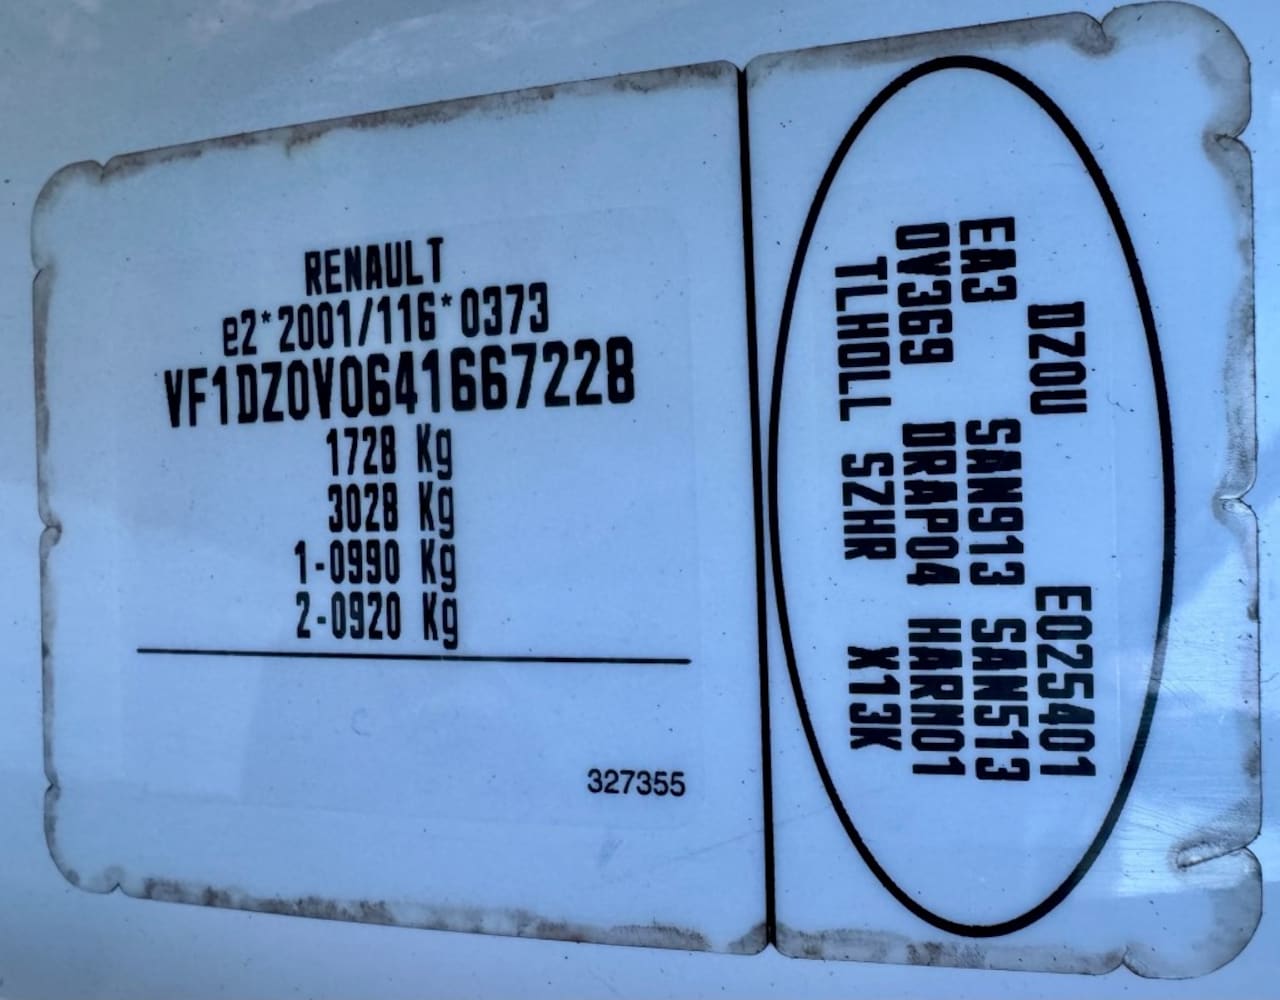 RENAULT
e2*2001/116*0373
VF1DZ0V0641667228
1728 Kg
3028 Kg
1-0990 Kg
2-0920 Kg
327355
DZ0U E025401
EA3 SAN913 SAN513
OV369 DRAP04 HARM01
TLHOLL SZHR X13K